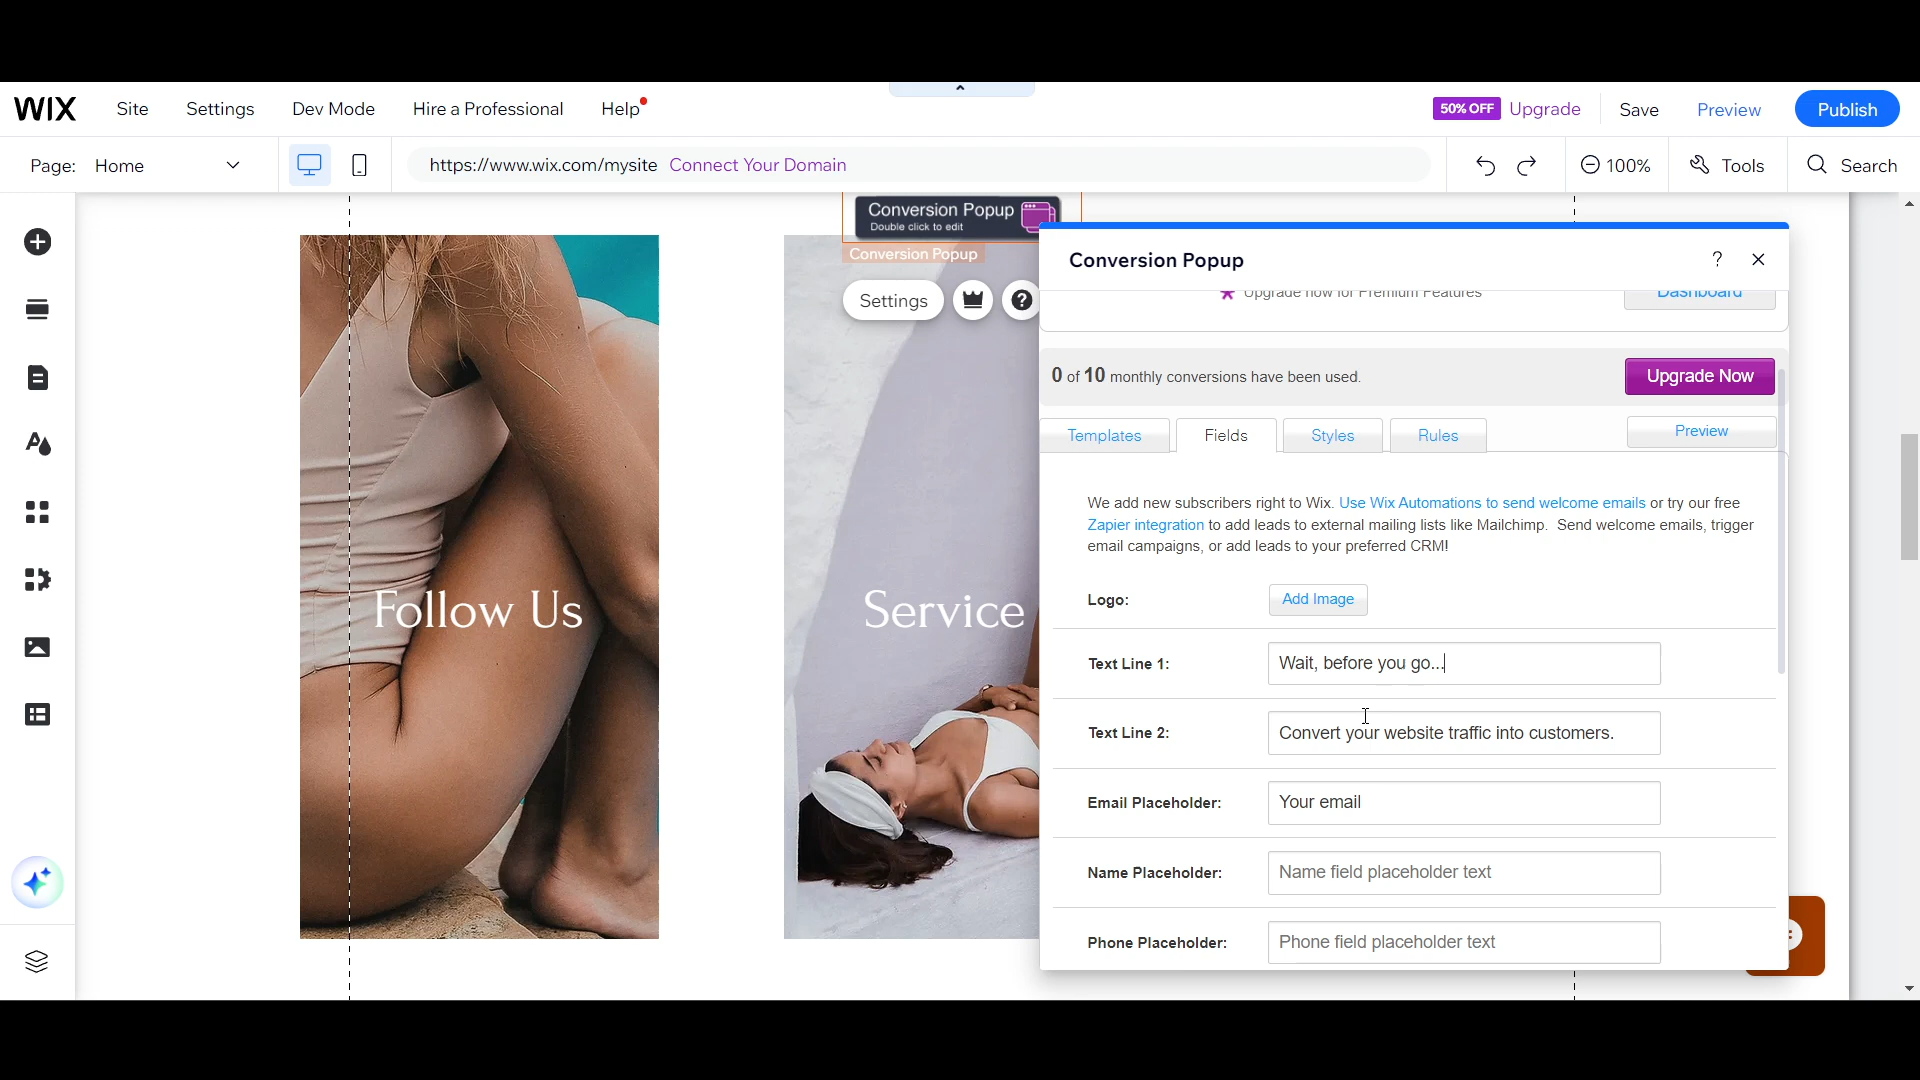 WIX Site Settings Dev Mode Hire a Professional Help 50% OFF Upgrade Save Preview Publish
Page: Home https://www.wix.com/mysite Connect Your Domain 100% Tools Search
Conversion Popup
Double click to edit
Conversion Popup
Settings ?
Follow Us
Service
Conversion Popup ?
Upgrade now for Premium Features Dashboard
0 of 10 monthly conversions have been used. Upgrade Now
Templates Fields Styles Rules Preview
We add new subscribers right to Wix. Use Wix Automations to send welcome emails or try our free
Zapier integration to add leads to external mailing lists like Mailchimp. Send welcome emails, trigger
email campaigns, or add leads to your preferred CRM!
Logo: Add Image
Text Line 1: Wait, before you go...
Text Line 2: Convert your website traffic into customers.
Email Placeholder: Your email
Name Placeholder: Name field placeholder text
Phone Placeholder: Phone field placeholder text